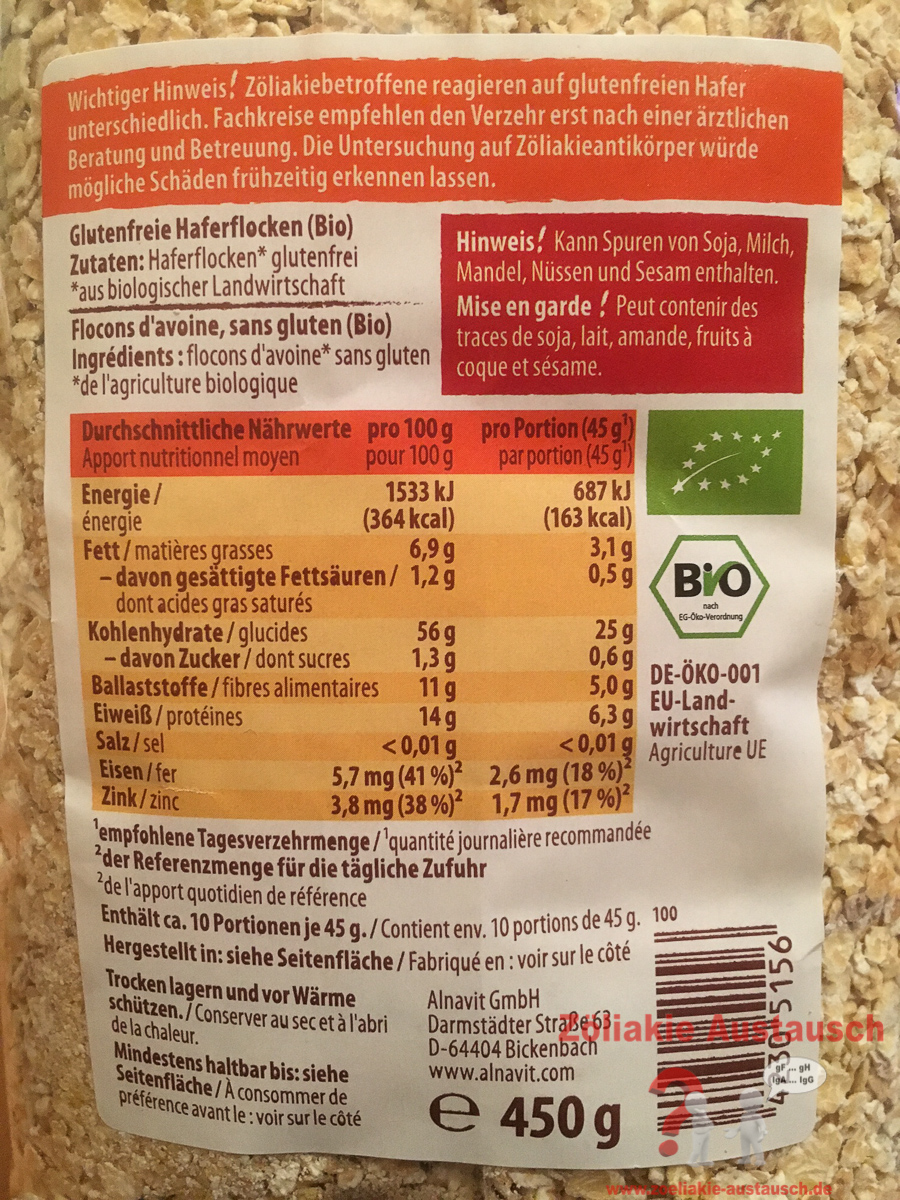 Wichtiger Hinweis! Zöliakiebetroffene reagieren auf glutenfreien Hafer
unterschiedlich. Fachkreise empfehlen den Verzehr erst nach einer ärztlichen
Beratung und Betreuung. Die Untersuchung auf Zöliakieantikörper würde
mögliche Schäden frühzeitig erkennen lassen.
Glutenfreie Haferflocken (Bio)
Zutaten: Haferflocken* glutenfrei
*aus biologischer Landwirtschaft
Flocons d'avoine, sans gluten (Bio)
Ingrédients : flocons d'avoine* sans gluten
*de l'agriculture biologique
Hinweis! Kann Spuren von Soja, Milch,
Mandel, Nüssen und Sesam enthalten.
Mise en garde ! Peut contenir des
traces de soja, lait, amande, fruits à
coque et sésame.
Durchschnittliche Nährwerte pro 100 g pro Portion (45 g¹)
Apport nutritionnel moyen pour 100 g par portion (45 g¹)
Energie / 1533 kJ 687 kJ
énergie (364 kcal) (163 kcal)
Fett / matières grasses 6,9 g 3,1 g
– davon gesättigte Fettsäuren / 1,2 g 0,5 g
dont acides gras saturés
Kohlenhydrate / glucides 56 g 25 g
– davon Zucker / dont sucres 1,3 g 0,6 g
Ballaststoffe / fibres alimentaires 11 g 5,0 g
Eiweiß / protéines 14 g 6,3 g
Salz / sel < 0,01 g < 0,01 g
Eisen / fer 5,7 mg (41 %)² 2,6 mg (18 %)²
Zink / zinc 3,8 mg (38 %)² 1,7 mg (17 %)²
Bio
nach
EG-Öko-Verordnung
DE-ÖKO-001
EU-Land-
wirtschaft
Agriculture UE
¹empfohlene Tagesverzehrmenge / ¹quantité journalière recommandée
²der Referenzmenge für die tägliche Zufuhr
²de l'apport quotidien de référence
Enthält ca. 10 Portionen je 45 g. / Contient env. 10 portions de 45 g.
Hergestellt in: siehe Seitenfläche / Fabriqué en : voir sur le côté
Trocken lagern und vor Wärme
schützen. / Conserver au sec et à l'abri
de la chaleur.
Mindestens haltbar bis: siehe
Seitenfläche / À consommer de
préférence avant le : voir sur le côté
Alnavit GmbH
Darmstädter Straße 63
D-64404 Bickenbach
www.alnavit.com
e 450 g
100
Zöliakie Austausch
gF... gH
IgA... IgG
?
www.zoeliakie-austausch.de